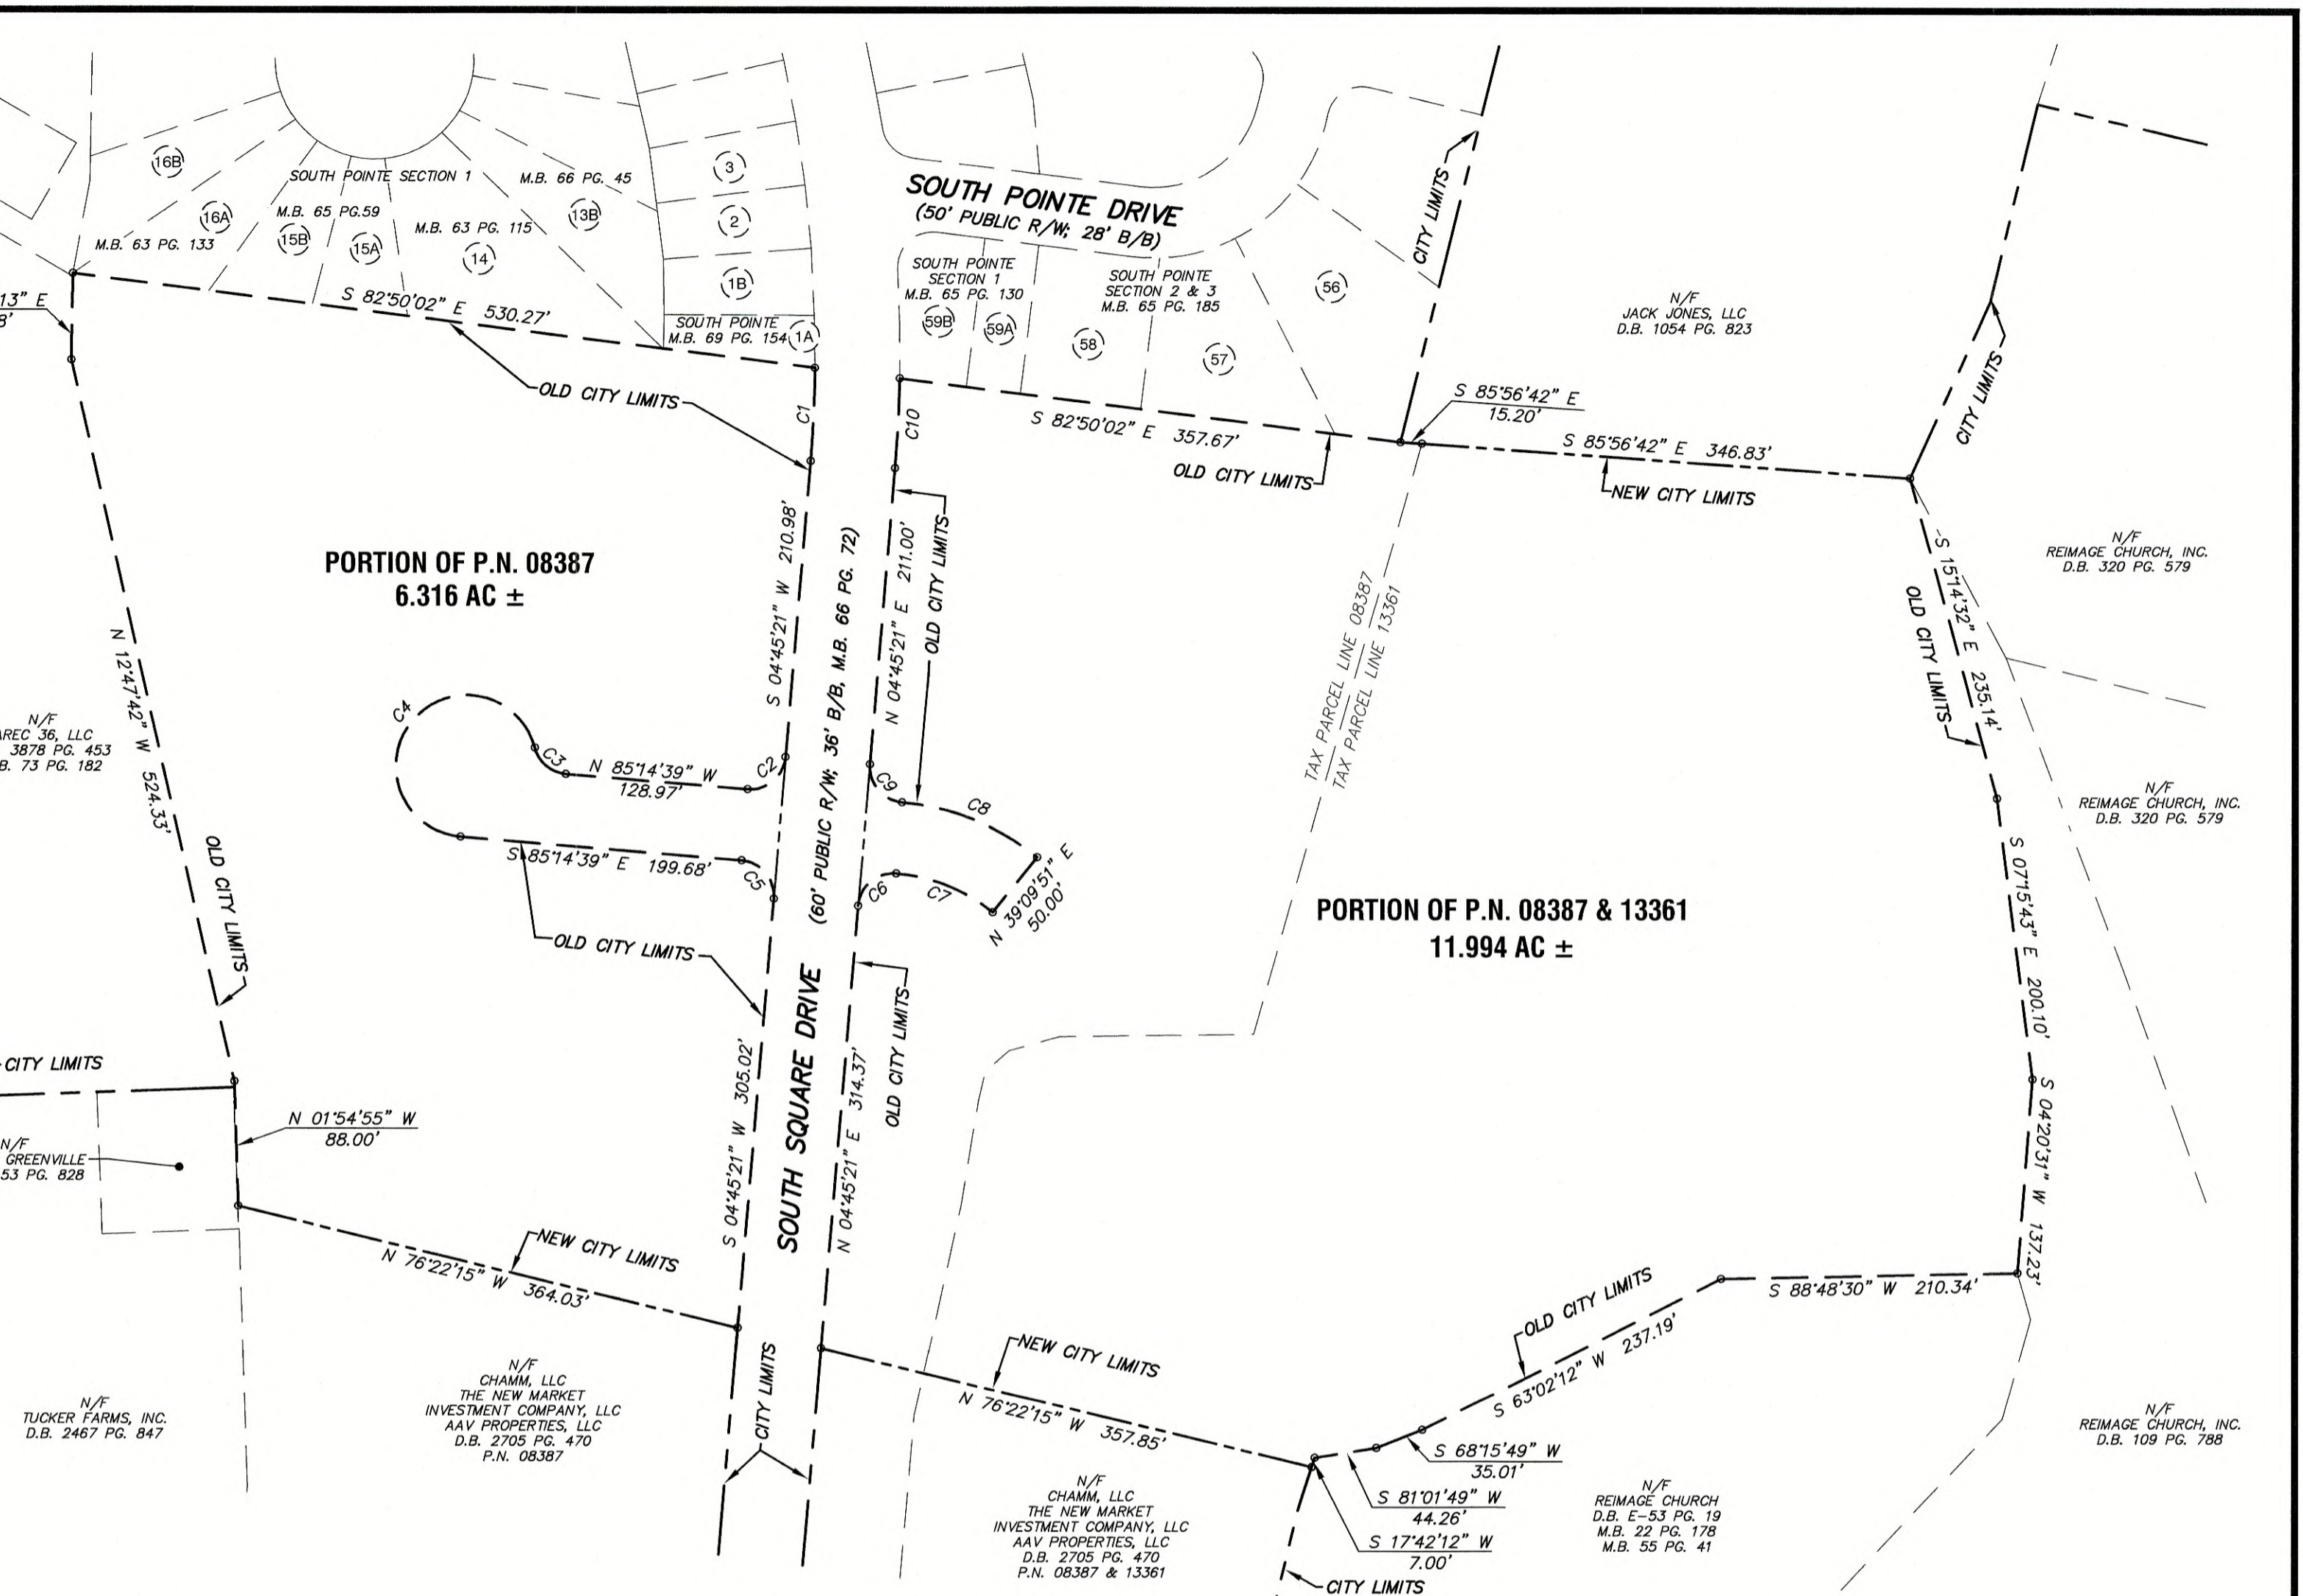 16B
SOUTH POINTE SECTION 1
M.B. 66 PG. 45
16A
M.B. 65 PG.59
13B
M.B. 63 PG. 133
15B
15A
M.B. 63 PG. 115
14
3
2
1B
SOUTH POINTE
M.B. 69 PG. 154
1A
SOUTH POINTE DRIVE
(50' PUBLIC R/W; 28' B/B)
SOUTH POINTE
SECTION 1
M.B. 65 PG. 130
59B
59A
SOUTH POINTE
SECTION 2 & 3
M.B. 65 PG. 185
58
57
56
CITY LIMITS
N/F
JACK JONES, LLC
D.B. 1054 PG. 823
CITY LIMITS
13" E
8'
S 82°50'02" E 530.27'
OLD CITY LIMITS
C1
C10
S 82°50'02" E 357.67'
OLD CITY LIMITS
S 85°56'42" E
15.20'
S 85°56'42" E 346.83'
NEW CITY LIMITS
N/F
REIMAGE CHURCH, INC.
D.B. 320 PG. 579
PORTION OF P.N. 08387
6.316 AC ±
S 04°45'21" W 210.98'
(60' PUBLIC R/W; 36' B/B, M.B. 66 PG. 72)
N 04°45'21" E 211.00'
OLD CITY LIMITS
TAX PARCEL LINE 08387
TAX PARCEL LINE 13361
S 15°14'32" E 235.14'
OLD CITY LIMITS
N 12°47'42" W 524.33'
N/F
AREC 36, LLC
3878 PG. 453
B. 73 PG. 182
C4
C3
N 85°14'39" W
128.97'
C2
C9
C8
S 85°14'39" E 199.68'
C5
C6
C7
N 39°09'51" E
50.00'
N/F
REIMAGE CHURCH, INC.
D.B. 320 PG. 579
OLD CITY LIMITS
OLD CITY LIMITS
PORTION OF P.N. 08387 & 13361
11.994 AC ±
S 07°15'43" E 200.10'
SOUTH SQUARE DRIVE
OLD CITY LIMITS
CITY LIMITS
N 01°54'55" W
88.00'
N/F
GREENVILLE
53 PG. 828
S 04°45'21" W 305.02'
N 04°45'21" E 314.37'
S 04°20'31" W 137.23'
NEW CITY LIMITS
N 76°22'15" W 364.03'
OLD CITY LIMITS
S 88°48'30" W 210.34'
S 63°02'12" W 237.19'
CITY LIMITS
NEW CITY LIMITS
N 76°22'15" W 357.85'
N/F
TUCKER FARMS, INC.
D.B. 2467 PG. 847
N/F
CHAMM, LLC
THE NEW MARKET
INVESTMENT COMPANY, LLC
AAV PROPERTIES, LLC
D.B. 2705 PG. 470
P.N. 08387
N/F
CHAMM, LLC
THE NEW MARKET
INVESTMENT COMPANY, LLC
AAV PROPERTIES, LLC
D.B. 2705 PG. 470
P.N. 08387 & 13361
S 68°15'49" W
35.01'
S 81°01'49" W
44.26'
S 17°42'12" W
7.00'
CITY LIMITS
N/F
REIMAGE CHURCH
D.B. E-53 PG. 19
M.B. 22 PG. 178
M.B. 55 PG. 41
N/F
REIMAGE CHURCH, INC.
D.B. 109 PG. 788